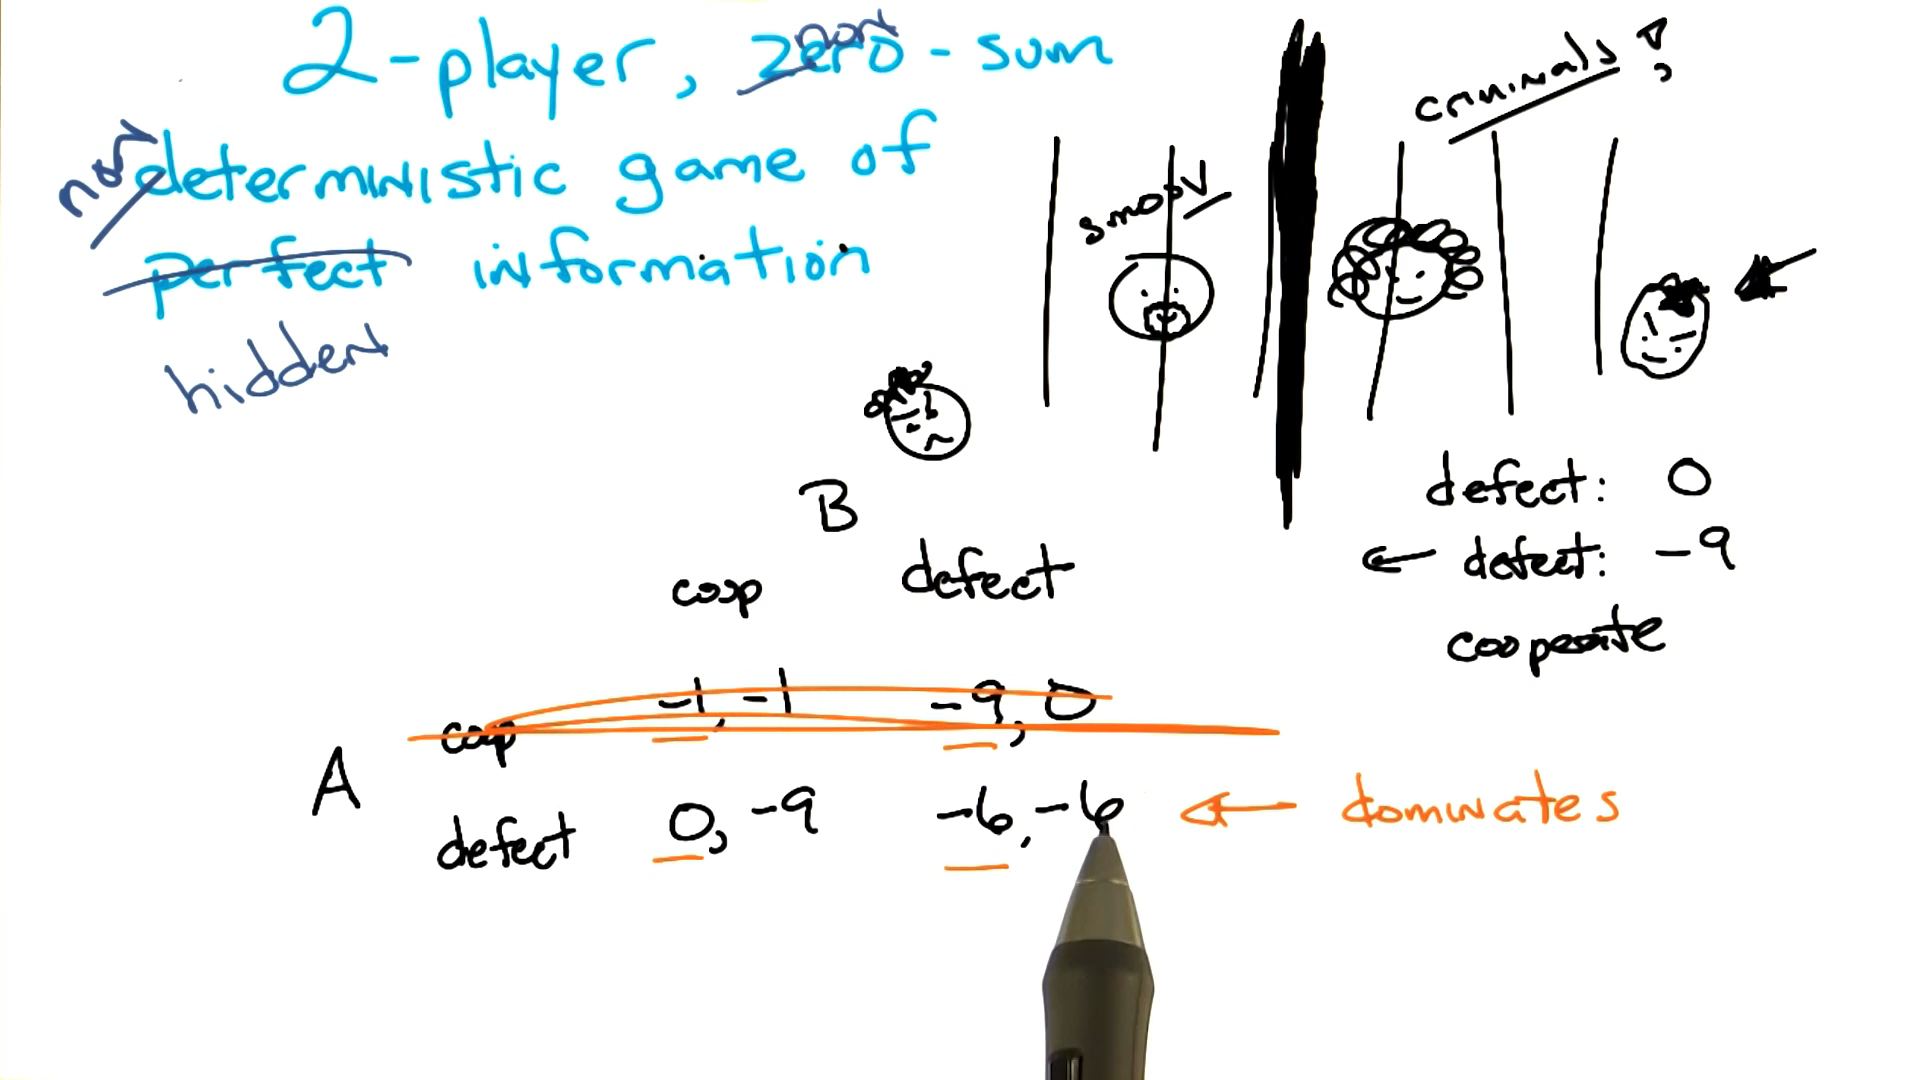 2-player, zero-sum
non
non
deterministic game of
perfect information
hidden
criminals!
smoov
B
coop defect
defect: 0
← defect: -9
cooperate
A
coop -1, -1 -9, 0
defect 0, -9 -6, -6 ← dominates